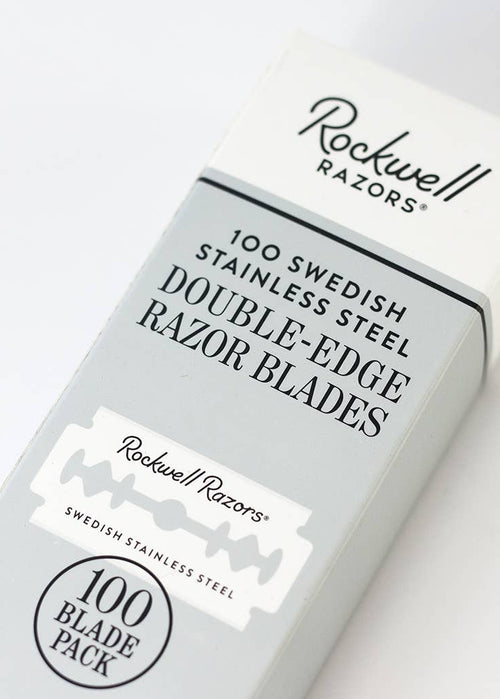 Rockwell
RAZORS®
100 SWEDISH
STAINLESS STEEL
DOUBLE-EDGE
RAZOR BLADES
Rockwell Razors®
SWEDISH STAINLESS STEEL
100
BLADE
PACK